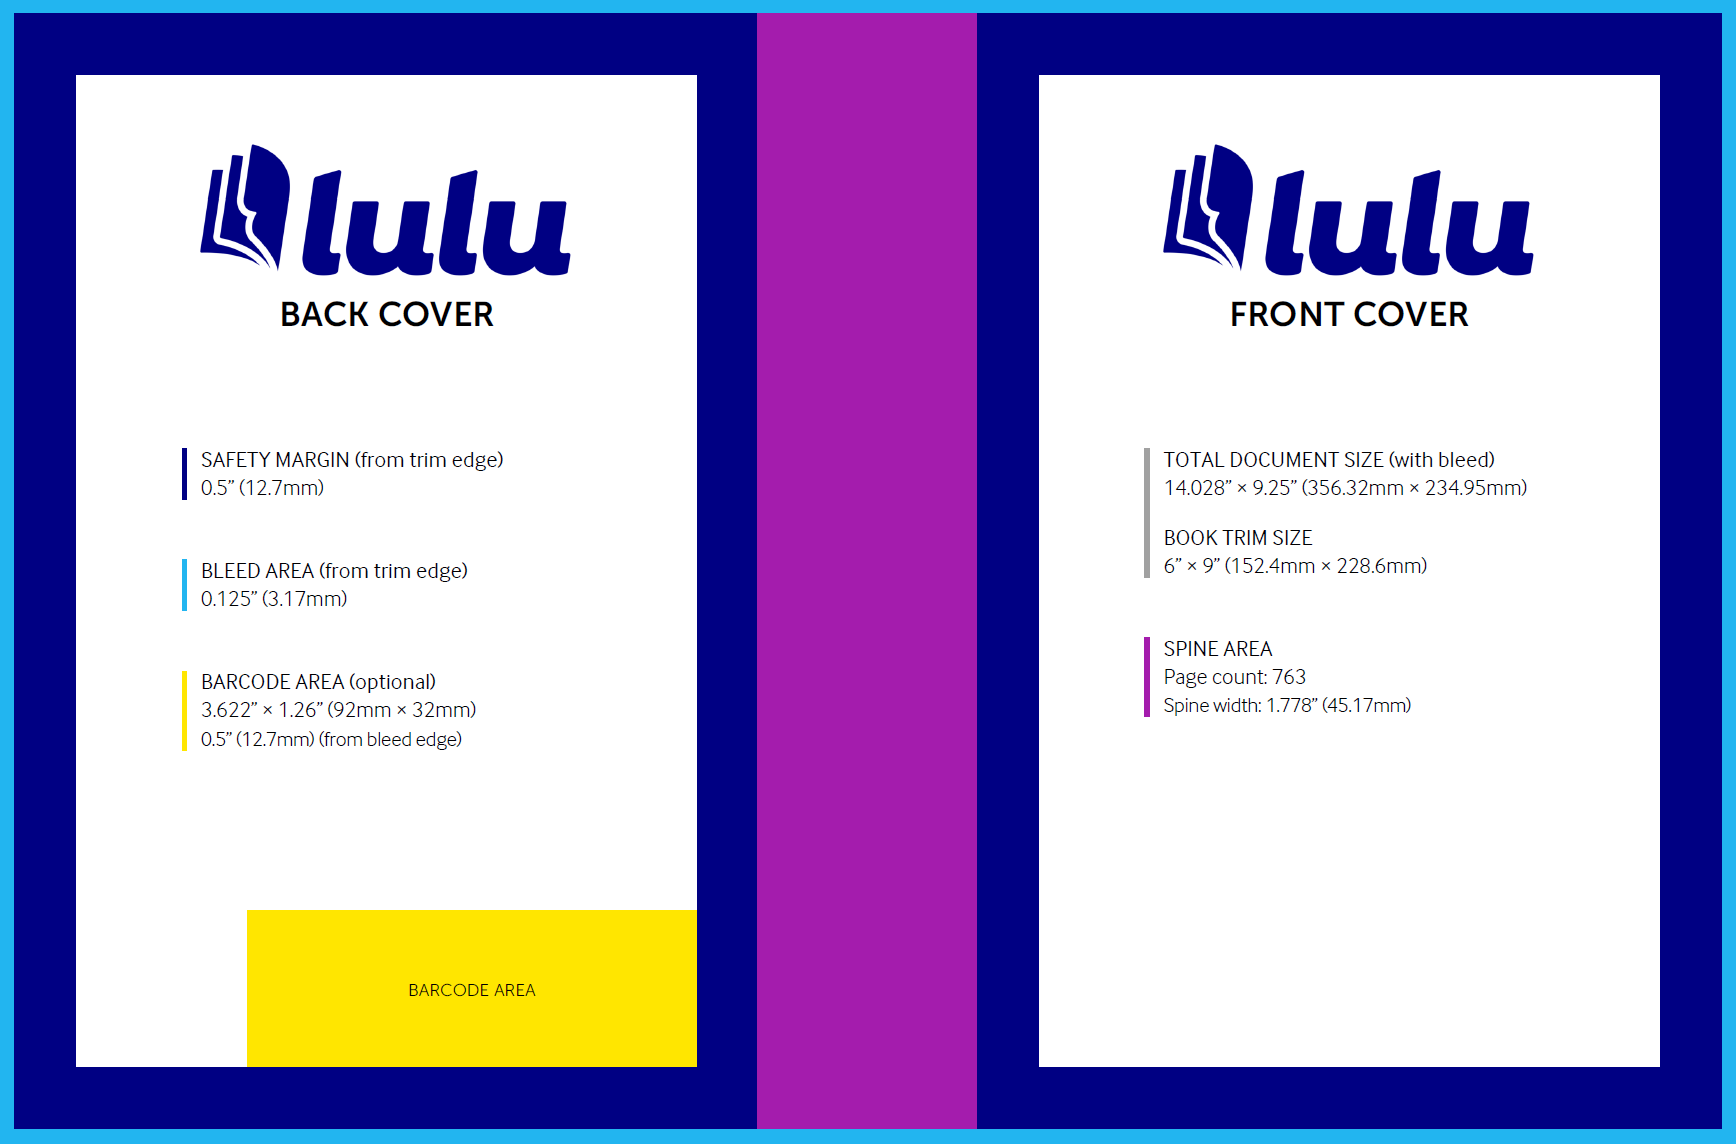 lulu
BACK COVER
SAFETY MARGIN (from trim edge)
0.5” (12.7mm)
BLEED AREA (from trim edge)
0.125” (3.17mm)
BARCODE AREA (optional)
3.622” × 1.26” (92mm × 32mm)
0.5” (12.7mm) (from bleed edge)
BARCODE AREA
lulu
FRONT COVER
TOTAL DOCUMENT SIZE (with bleed)
14.028” × 9.25” (356.32mm × 234.95mm)
BOOK TRIM SIZE
6” × 9” (152.4mm × 228.6mm)
SPINE AREA
Page count: 763
Spine width: 1.778” (45.17mm)